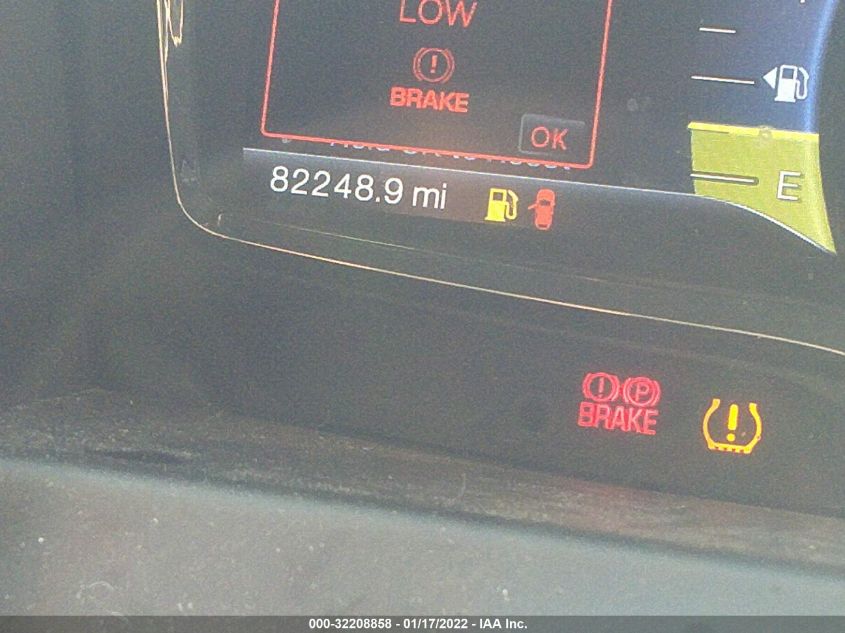 LOW
BRAKE
OK
82248.9 mi
E
P
BRAKE
000-32208858 - 01/17/2022 - IAA Inc.